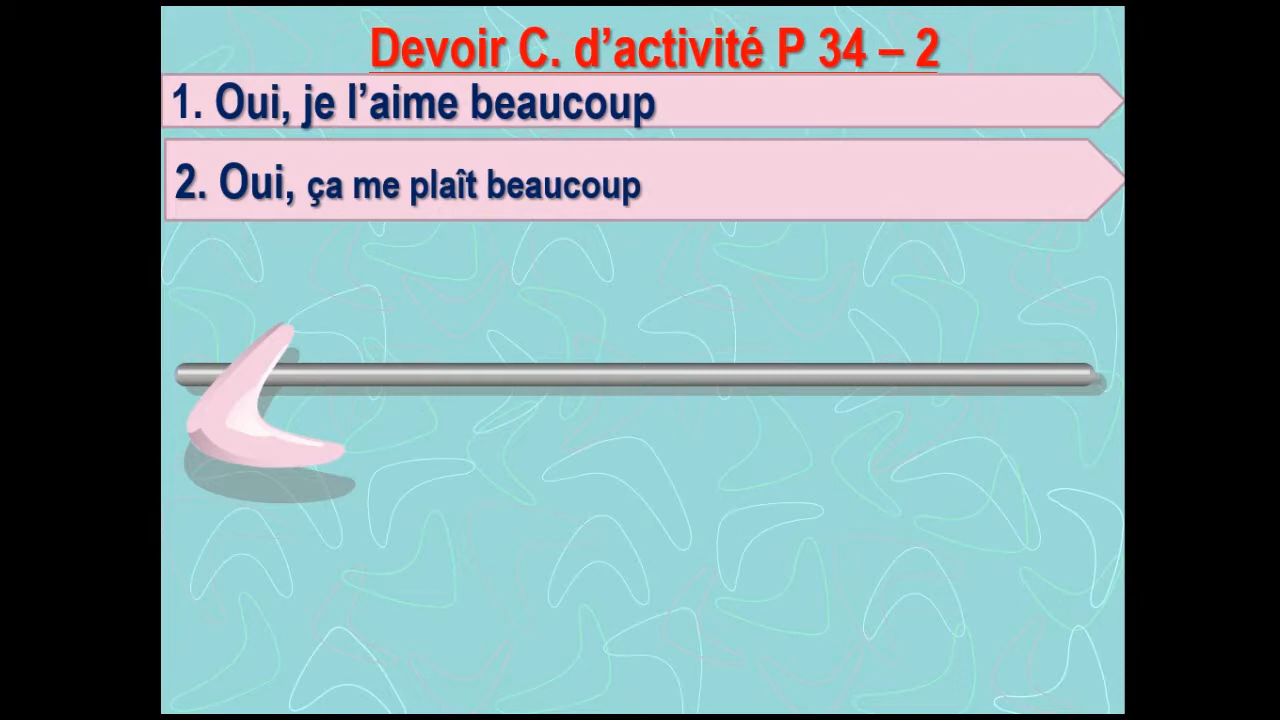 Devoir C. d’activité P 34 – 2
1. Oui, je l’aime beaucoup
2. Oui, ça me plaît beaucoup